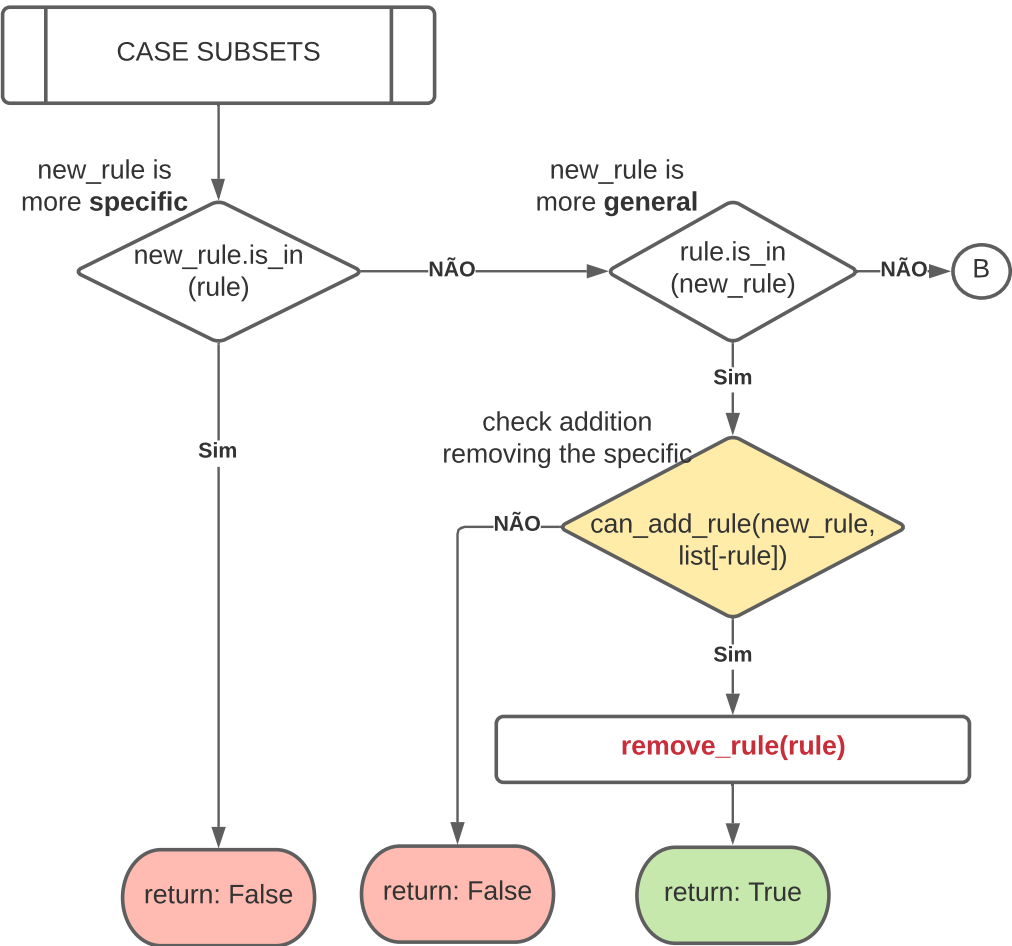 CASE SUBSETS
new_rule is
more specific
new_rule is
more general
new_rule.is_in
(rule)
NÃO
rule.is_in
(new_rule)
NÃO
B
Sim
Sim
check addition
removing the specific
NÃO
can_add_rule(new_rule,
list[-rule])
Sim
remove_rule(rule)
return: False
return: False
return: True